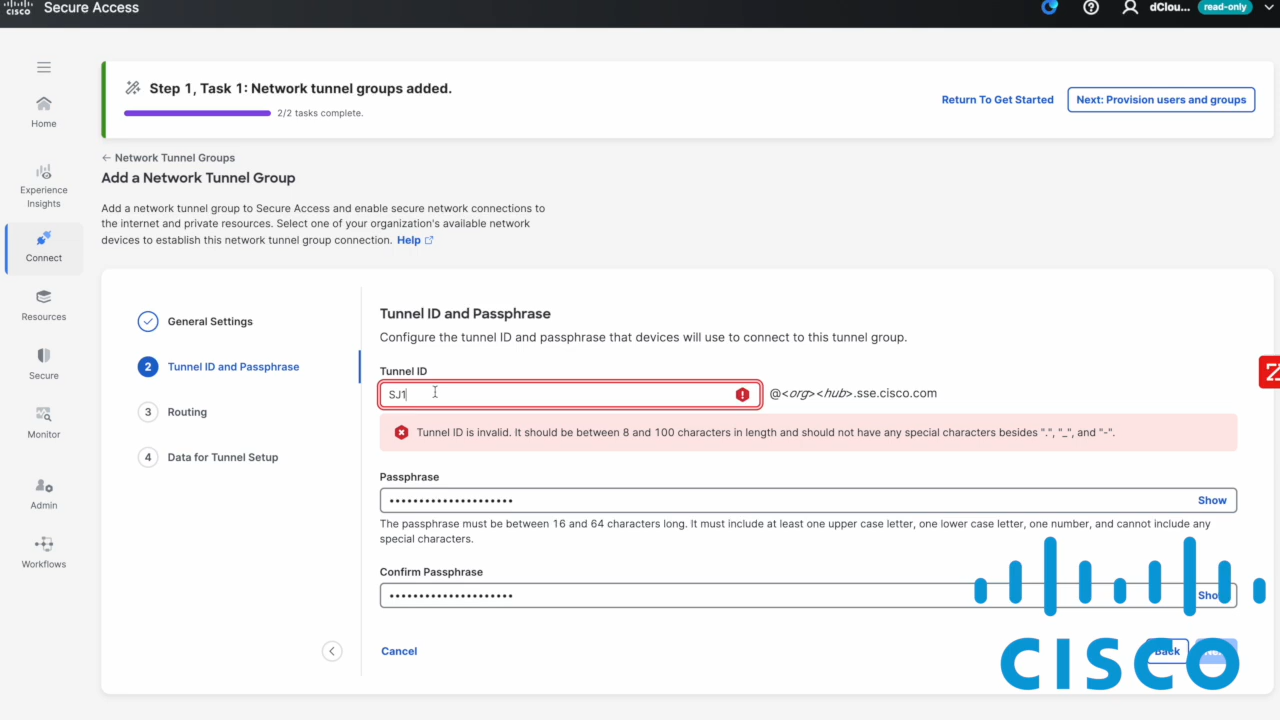 CISCO
Secure Access
dClou...
read-only
Home
Experience
Insights
Connect
Resources
Secure
Monitor
Admin
Workflows
Step 1, Task 1: Network tunnel groups added.
2/2 tasks complete.
Return To Get Started
Next: Provision users and groups
← Network Tunnel Groups
Add a Network Tunnel Group
Add a network tunnel group to Secure Access and enable secure network connections to
the internet and private resources. Select one of your organization's available network
devices to establish this network tunnel group connection. Help
General Settings
2 Tunnel ID and Passphrase
3 Routing
4 Data for Tunnel Setup
Tunnel ID and Passphrase
Configure the tunnel ID and passphrase that devices will use to connect to this tunnel group.
Tunnel ID
SJ1
@<org><hub>.sse.cisco.com
Tunnel ID is invalid. It should be between 8 and 100 characters in length and should not have any special characters besides ".", "_", and "-".
Passphrase
•••••••••••••••••••••
Show
The passphrase must be between 16 and 64 characters long. It must include at least one upper case letter, one lower case letter, one number, and cannot include any
special characters.
Confirm Passphrase
•••••••••••••••••••••
Cancel
Back
CISCO